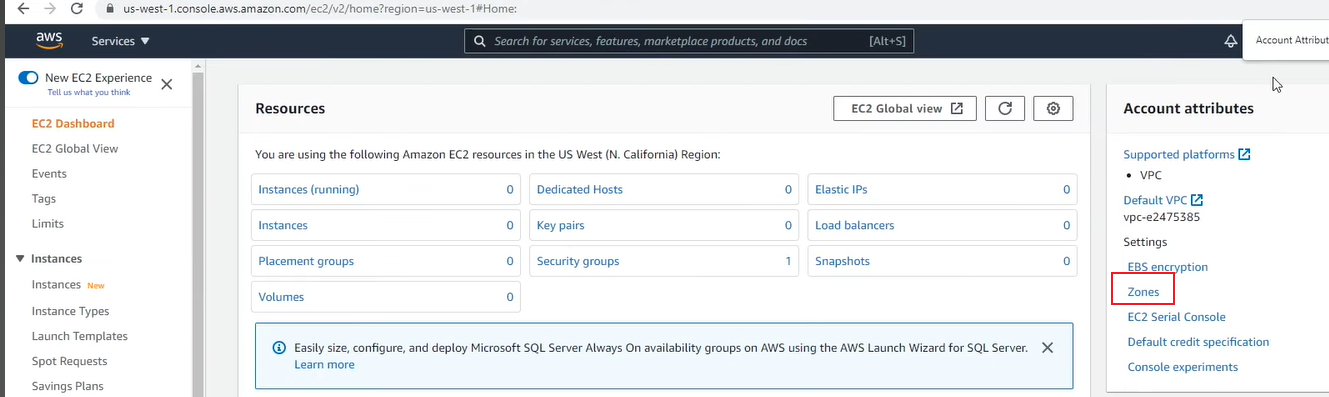 us-west-1.console.aws.amazon.com/ec2/v2/home?region=us-west-1#Home:
aws
Services
Search for services, features, marketplace products, and docs
[Alt+S]
Account Attribut
New EC2 Experience
Tell us what you think
EC2 Dashboard
EC2 Global View
Events
Tags
Limits
Instances
Instances New
Instance Types
Launch Templates
Spot Requests
Savings Plans
Resources
EC2 Global view
You are using the following Amazon EC2 resources in the US West (N. California) Region:
Instances (running) 0
Dedicated Hosts 0
Elastic IPs 0
Instances 0
Key pairs 0
Load balancers 0
Placement groups 0
Security groups 1
Snapshots 0
Volumes 0
Easily size, configure, and deploy Microsoft SQL Server Always On availability groups on AWS using the AWS Launch Wizard for SQL Server.
Learn more
Account attributes
Supported platforms
• VPC
Default VPC
vpc-e2475385
Settings
EBS encryption
Zones
EC2 Serial Console
Default credit specification
Console experiments